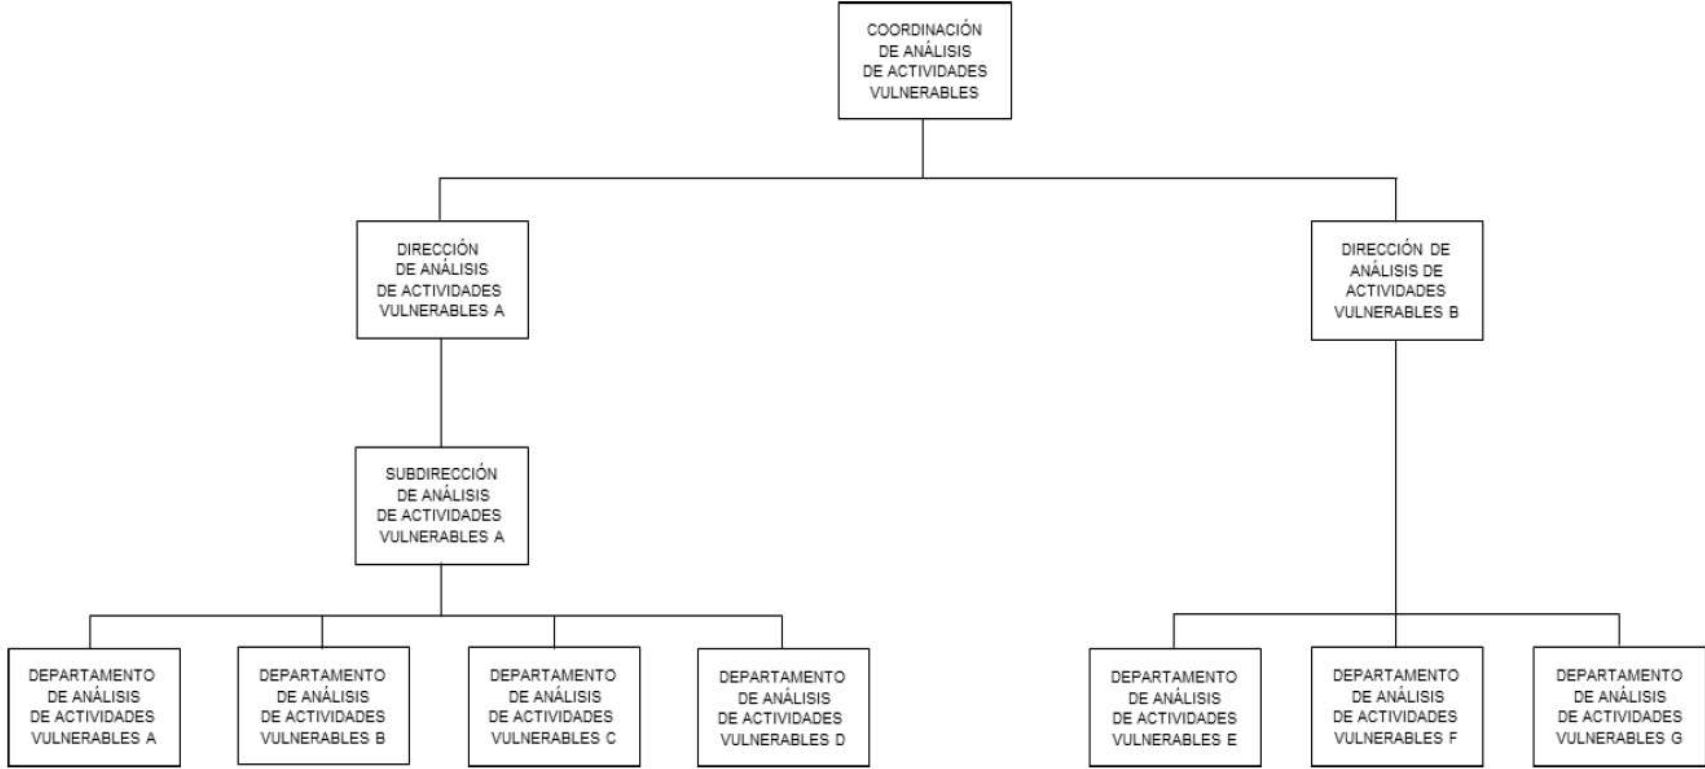 COORDINACIÓN
DE ANÁLISIS
DE ACTIVIDADES
VULNERABLES
DIRECCIÓN
DE ANÁLISIS
DE ACTIVIDADES
VULNERABLES A
DIRECCIÓN DE
ANÁLISIS DE
ACTIVIDADES
VULNERABLES B
SUBDIRECCIÓN
DE ANÁLISIS
DE ACTIVIDADES
VULNERABLES A
DEPARTAMENTO
DE ANÁLISIS
DE ACTIVIDADES
VULNERABLES A
DEPARTAMENTO
DE ANÁLISIS
DE ACTIVIDADES
VULNERABLES B
DEPARTAMENTO
DE ANÁLISIS
DE ACTIVIDADES
VULNERABLES C
DEPARTAMENTO
DE ANÁLISIS
DE ACTIVIDADES
VULNERABLES D
DEPARTAMENTO
DE ANÁLISIS
DE ACTIVIDADES
VULNERABLES E
DEPARTAMENTO
DE ANÁLISIS
DE ACTIVIDADES
VULNERABLES F
DEPARTAMENTO
DE ANÁLISIS
DE ACTIVIDADES
VULNERABLES G